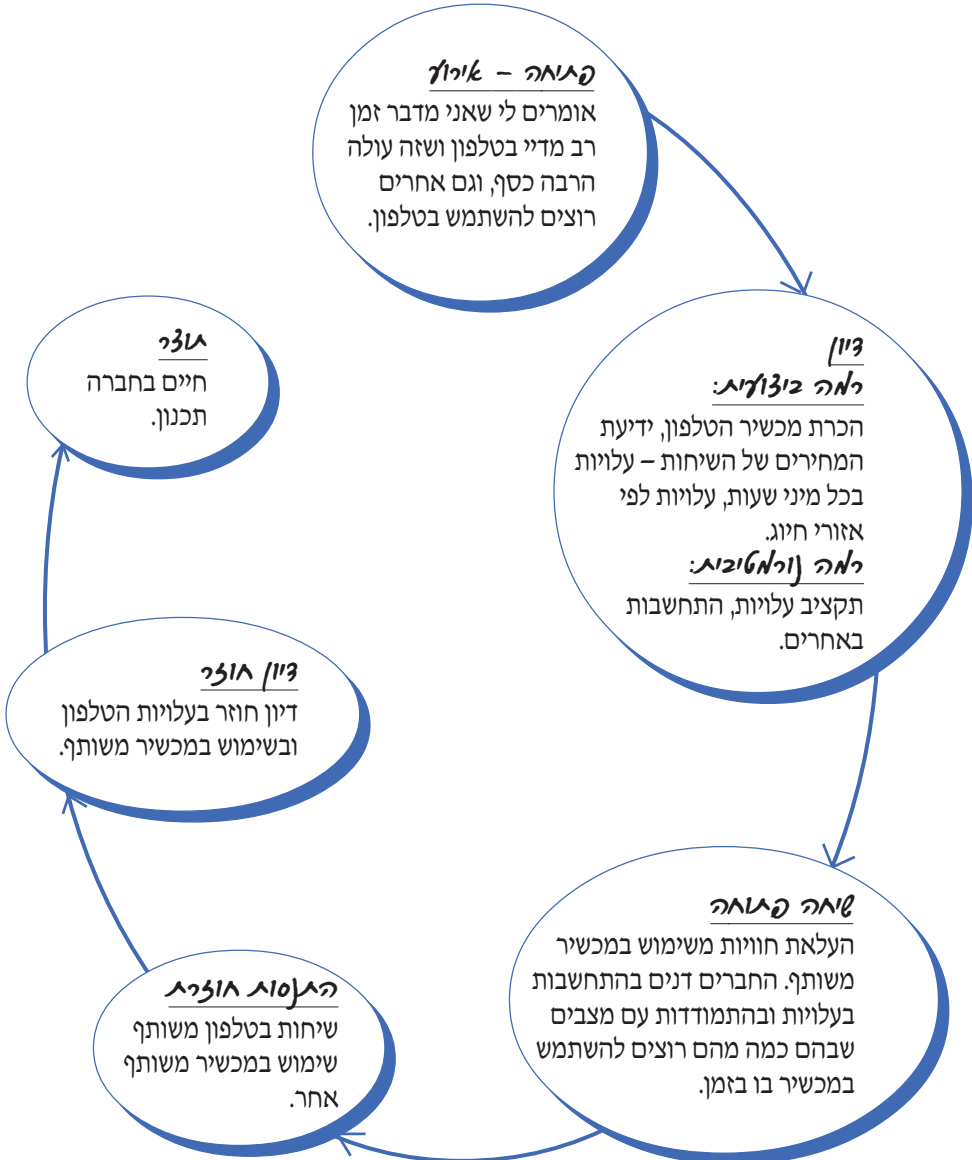 פתיחה – אירוע
אומרים לי שאני מדבר זמן
רב מדיי בטלפון ושזה עולה
הרבה כסף, וגם אחרים
רוצים להשתמש בטלפון.
דיון
רמה ביצועית:
הכרת מכשיר הטלפון, ידיעת
המחירים של השיחות – עלויות
בכל מיני שעות, עלויות לפי
אזורי חיוג.
רמה נורמטיבית:
תקציב עלויות, התחשבות
באחרים.
שיחה פתוחה
העלאת חוויות משימוש במכשיר
משותף. החברים דנים בהתחשבות
בעלויות ובהתמודדות עם מצבים
שבהם כמה מהם רוצים להשתמש
במכשיר בו בזמן.
התנסות חוזרת
שיחות בטלפון משותף
שימוש במכשיר משותף
אחר.
דיון חוזר
דיון חוזר בעלויות הטלפון
ובשימוש במכשיר משותף.
תוצר
חיים בחברה
תכנון.